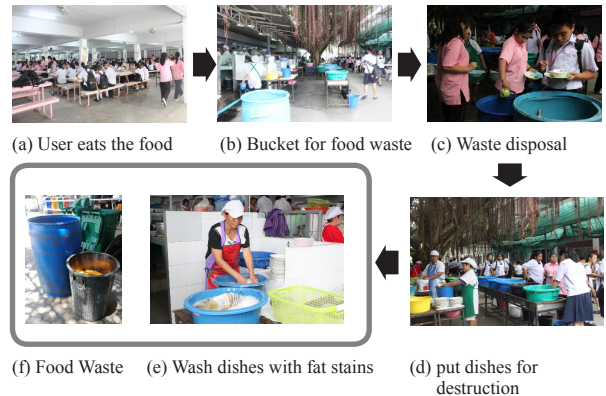 (a) User eats the food
(b) Bucket for food waste
(c) Waste disposal
(f) Food Waste
(e) Wash dishes with fat stains
(d) put dishes for
destruction